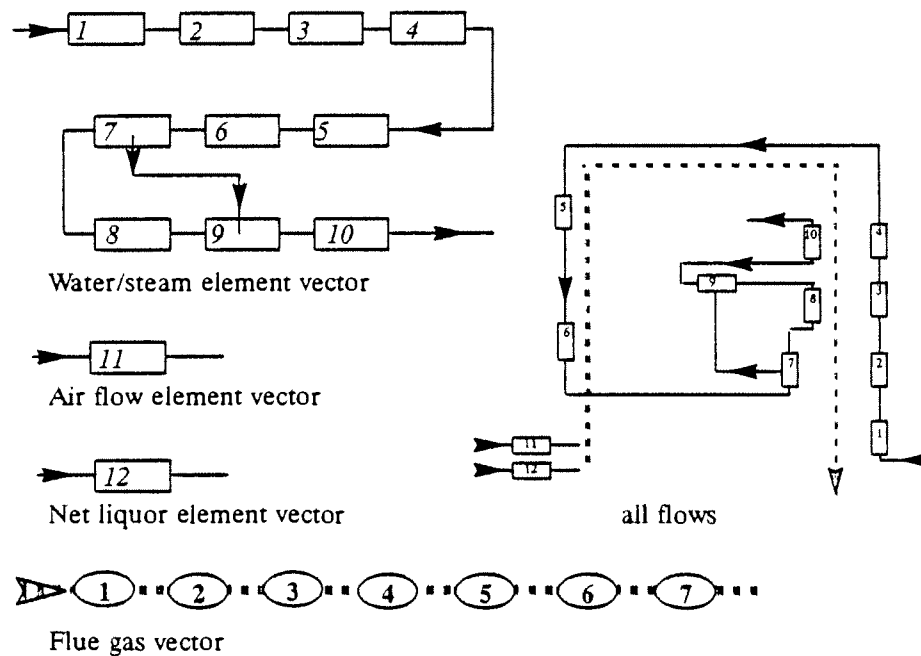 1 2 3 4
7 6 5
8 9 10
Water/steam element vector
11
Air flow element vector
12
Net liquor element vector
5 4
10
9 3
8
6
7 2
1
11
12
all flows
1 2 3 4 5 6 7
Flue gas vector